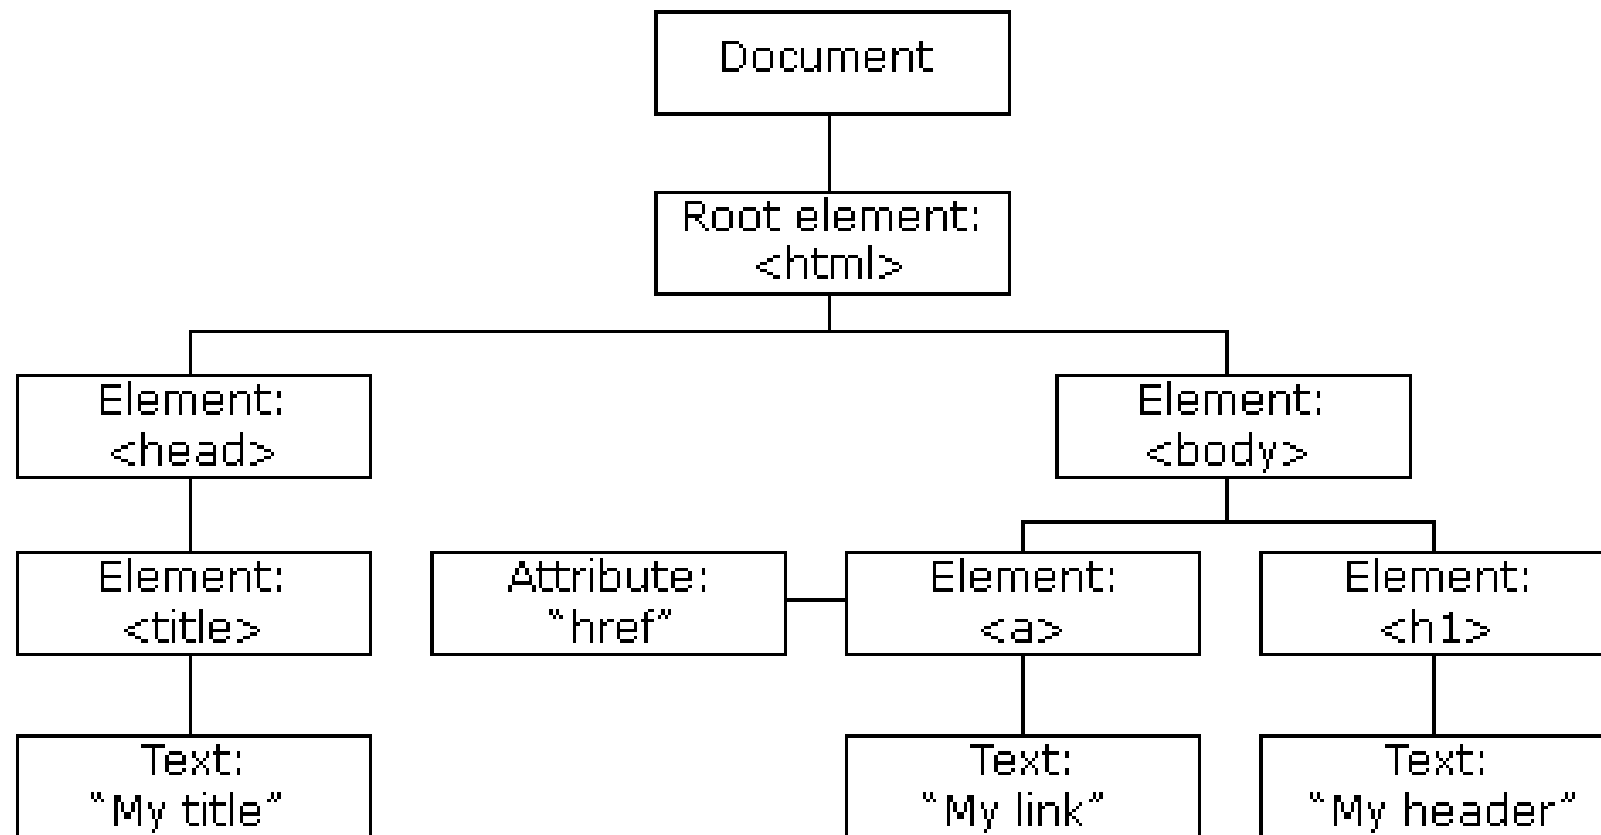 Document
Root element:
<html>
Element:
<head>
Element:
<body>
Element:
<title>
Attribute:
“href”
Element:
<a>
Element:
<h1>
Text:
“My title”
Text:
“My link”
Text:
“My header”